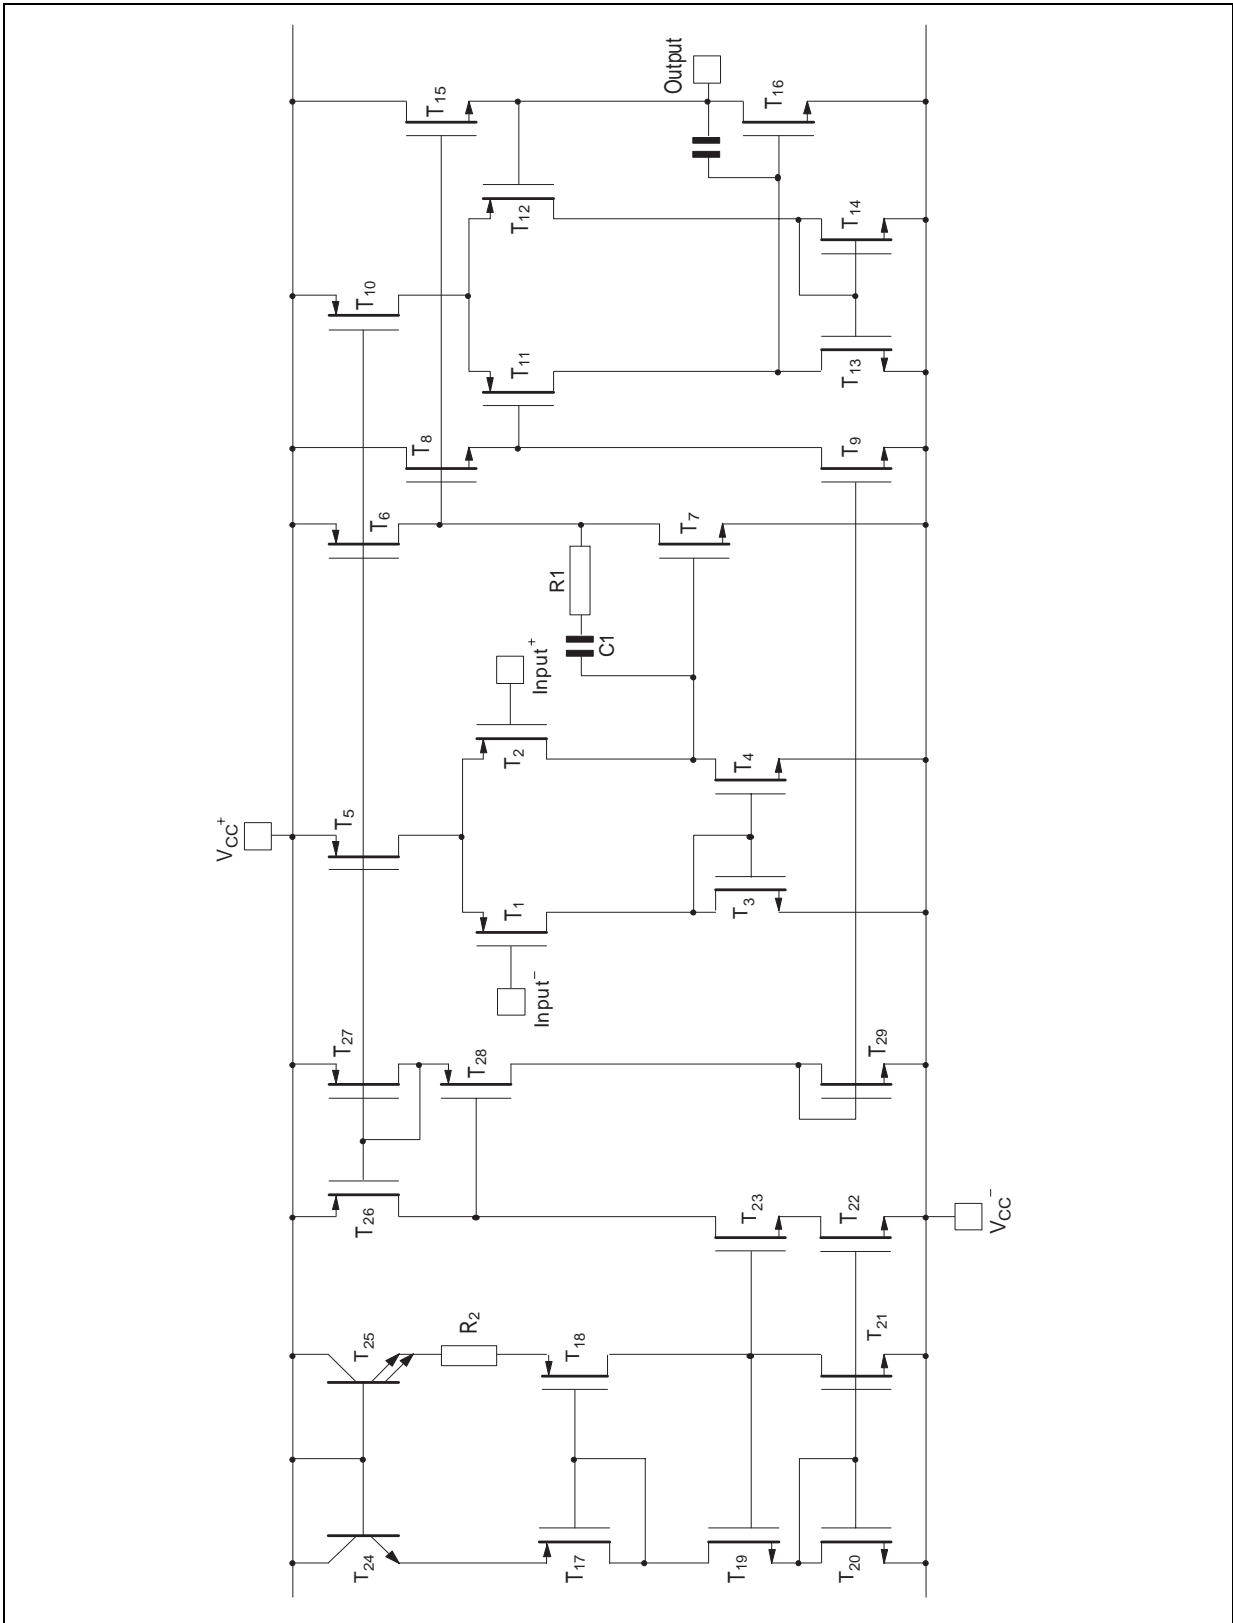 T24
T17
T19
T20
T25
R2
T18
T21
T26
T23
T22
VCC−
T27
T28
T29
Input−
T1
T3
VCC+
T5
T2
T4
Input+
C1
R1
T6
T7
T8
T9
T10
T11
T13
T12
T14
T15
T16
Output